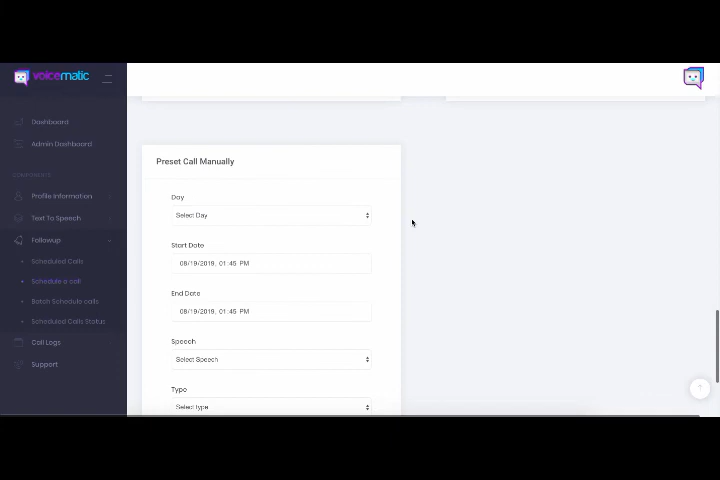 voicematic
Dashboard
Admin Dashboard
COMPONENTS
Profile Information
Text To Speech
Followup
Scheduled Calls
Schedule a call
Batch Schedule calls
Scheduled Calls Status
Call Logs
Support
Preset Call Manually
Day
Select Day
Start Date
08/19/2019, 01:45 PM
End Date
08/19/2019, 01:45 PM
Speech
Select Speech
Type
Select type